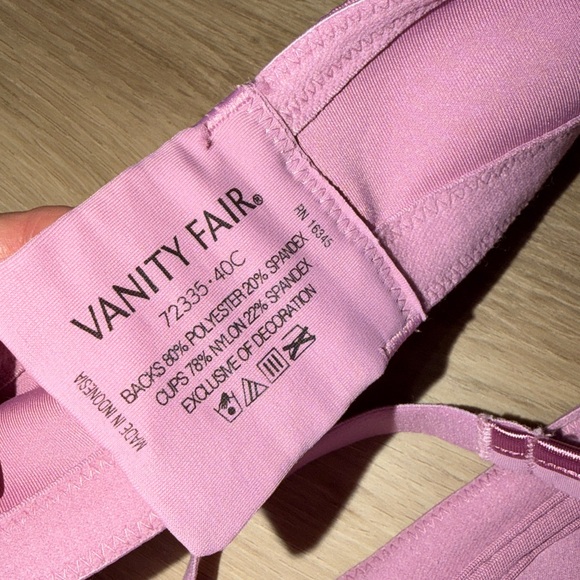 VANITY FAIR®
72335·40C
BACKS 80% POLYESTER 20% SPANDEX
CUPS 78% NYLON 22% SPANDEX
EXCLUSIVE OF DECORATION
MADE IN INDONESIA
RN 16345